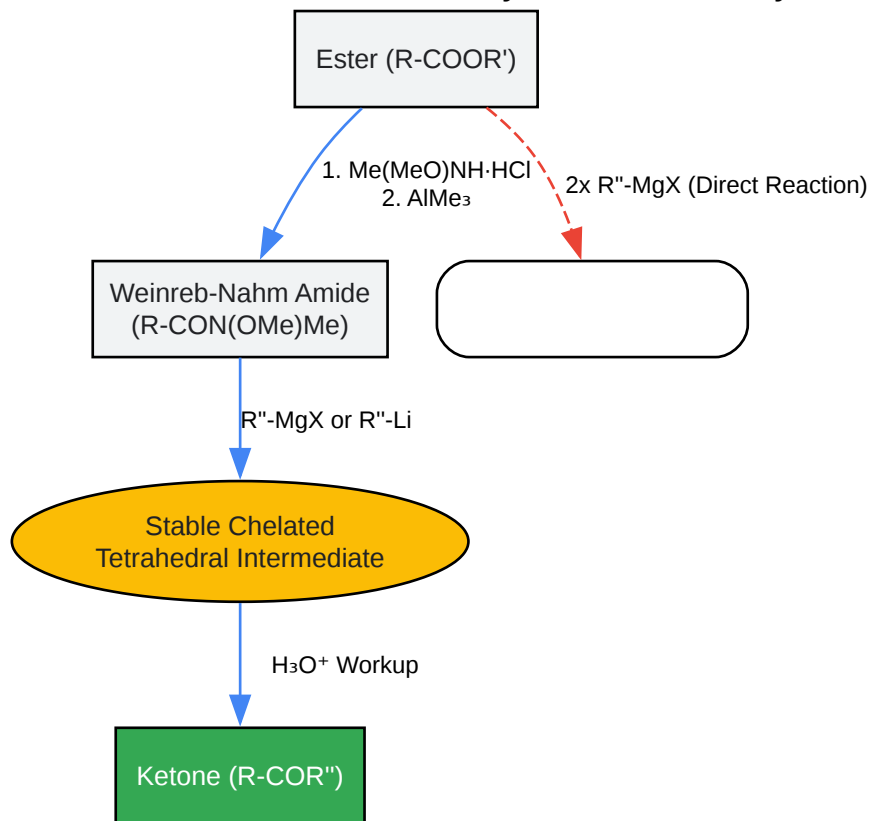 Ester (R-COOR')
1. Me(MeO)NH·HCl
2. AlMe₃
2x R"-MgX (Direct Reaction)
Weinreb-Nahm Amide
(R-CON(OMe)Me)
R"-MgX or R"-Li
Stable Chelated
Tetrahedral Intermediate
H₃O⁺ Workup
Ketone (R-COR")